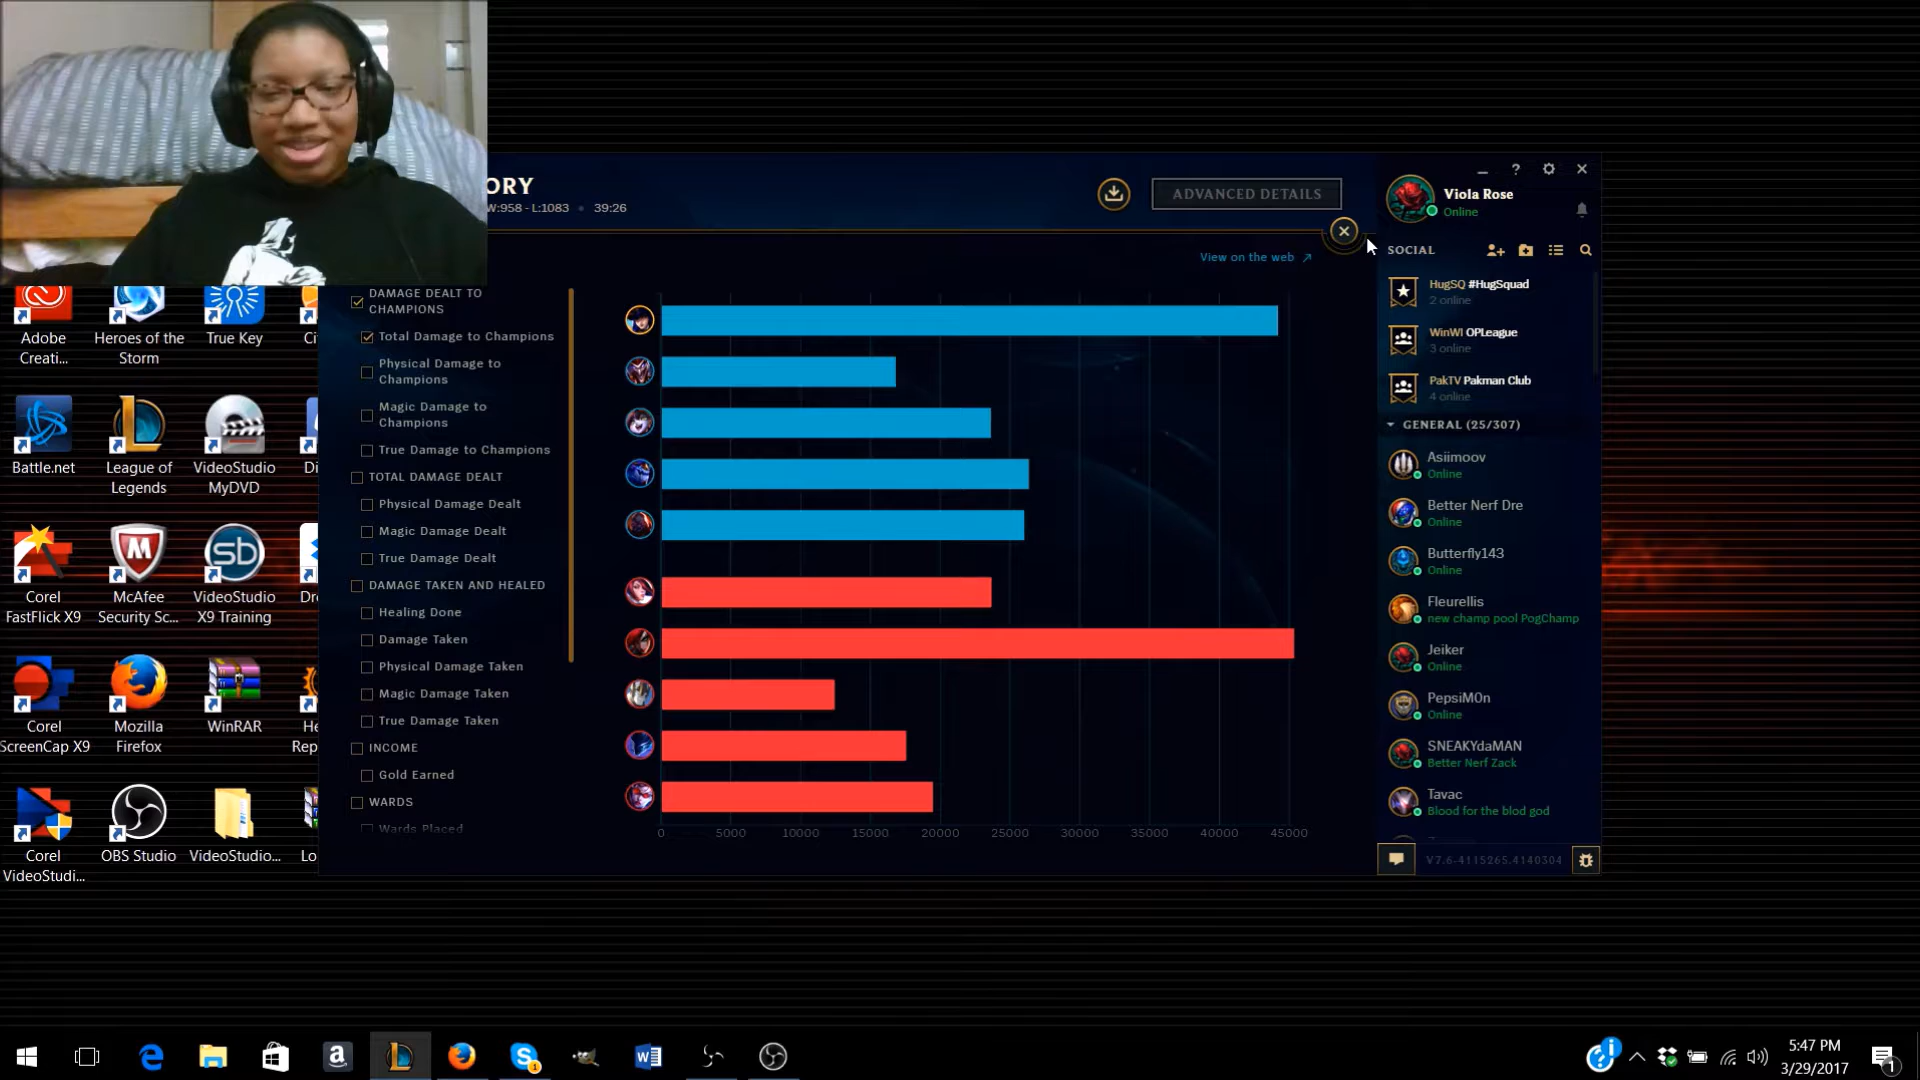 ORY
W:958 - L:1083 • 39:26
ADVANCED DETAILS
Viola Rose
Online
View on the web
SOCIAL
HugSQ #HugSquad
2 online
WinWI OPLeague
3 online
PakTV Pakman Club
4 online
GENERAL (25/307)
Asiimoov
Online
Better Nerf Dre
Online
Butterfly143
Online
Fleurellis
new champ pool PogChamp
Jeiker
Online
PepsiM0n
Online
SNEAKYdaMAN
Better Nerf Zack
Tavac
Blood for the blod god
V7.6-4115265.4140304
DAMAGE DEALT TO
CHAMPIONS
Total Damage to Champions
Physical Damage to
Champions
Magic Damage to
Champions
True Damage to Champions
TOTAL DAMAGE DEALT
Physical Damage Dealt
Magic Damage Dealt
True Damage Dealt
DAMAGE TAKEN AND HEALED
Healing Done
Damage Taken
Physical Damage Taken
Magic Damage Taken
True Damage Taken
INCOME
Gold Earned
WARDS
Wards Placed
0 5000 10000 15000 20000 25000 30000 35000 40000 45000
Adobe
Creati...
Heroes of the
Storm
True Key
Battle.net
League of
Legends
VideoStudio
MyDVD
Corel
FastFlick X9
McAfee
Security Sc...
VideoStudio
X9 Training
Corel
ScreenCap X9
Mozilla
Firefox
WinRAR
He
Rep
Corel
VideoStudi...
OBS Studio
VideoStudio...
Lo
5:47 PM
3/29/2017